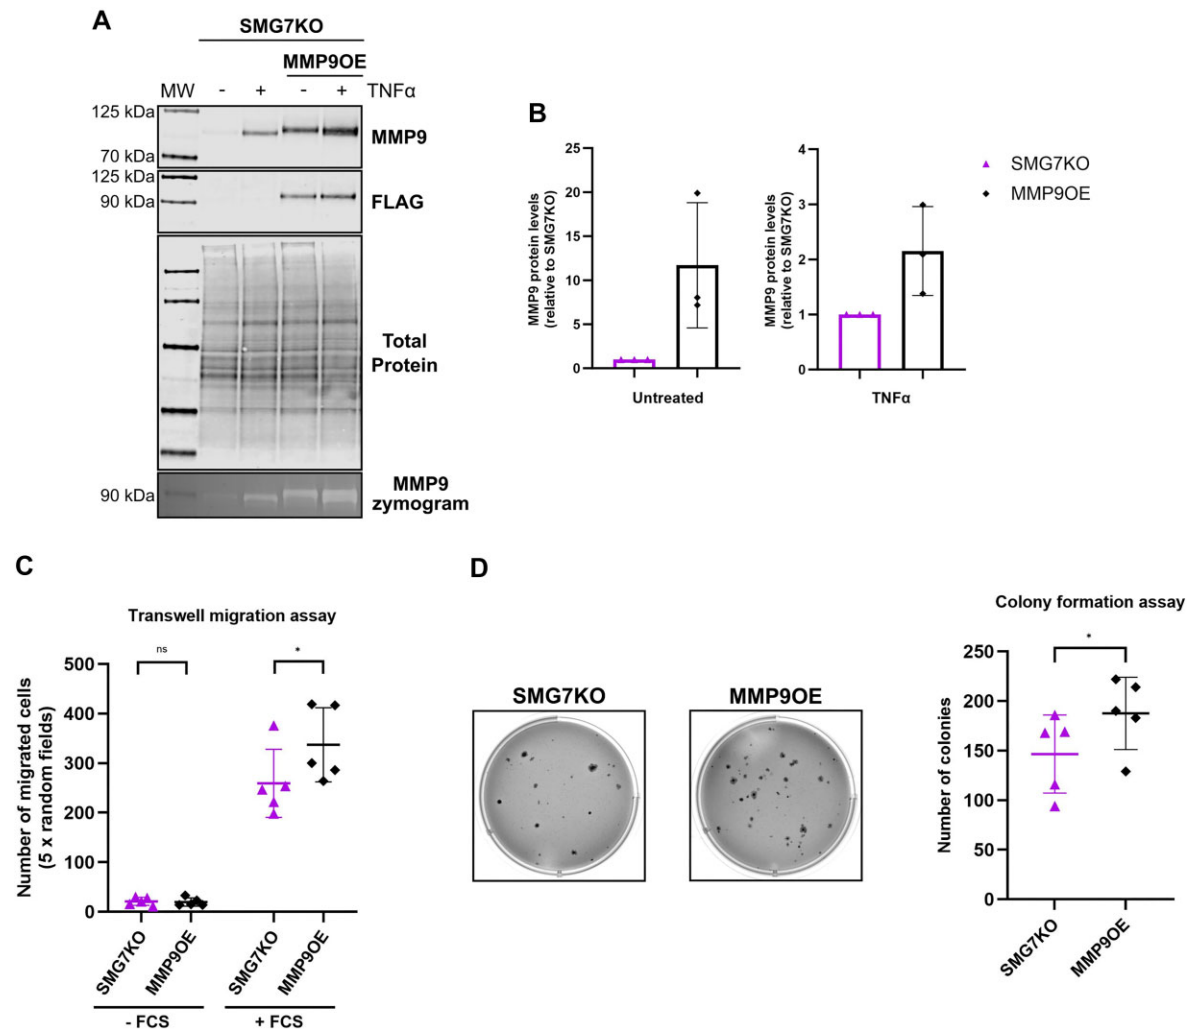 A
SMG7KO
MMP9OE
MW - + - + TNFα
125 kDa
MMP9
70 kDa
125 kDa
90 kDa
FLAG
Total
Protein
90 kDa
MMP9
zymogram
B
MMP9 protein levels
(relative to SMG7KO)
25
20
15
10
5
0
Untreated
MMP9 protein levels
(relative to SMG7KO)
4
3
2
1
0
TNFα
SMG7KO
MMP9OE
C
Transwell migration assay
Number of migrated cells
(5 x random fields)
500
400
300
200
100
0
ns
*
SMG7KO
MMP9OE
SMG7KO
MMP9OE
- FCS
+ FCS
D
SMG7KO
MMP9OE
Colony formation assay
Number of colonies
250
200
150
100
50
0
*
SMG7KO
MMP9OE